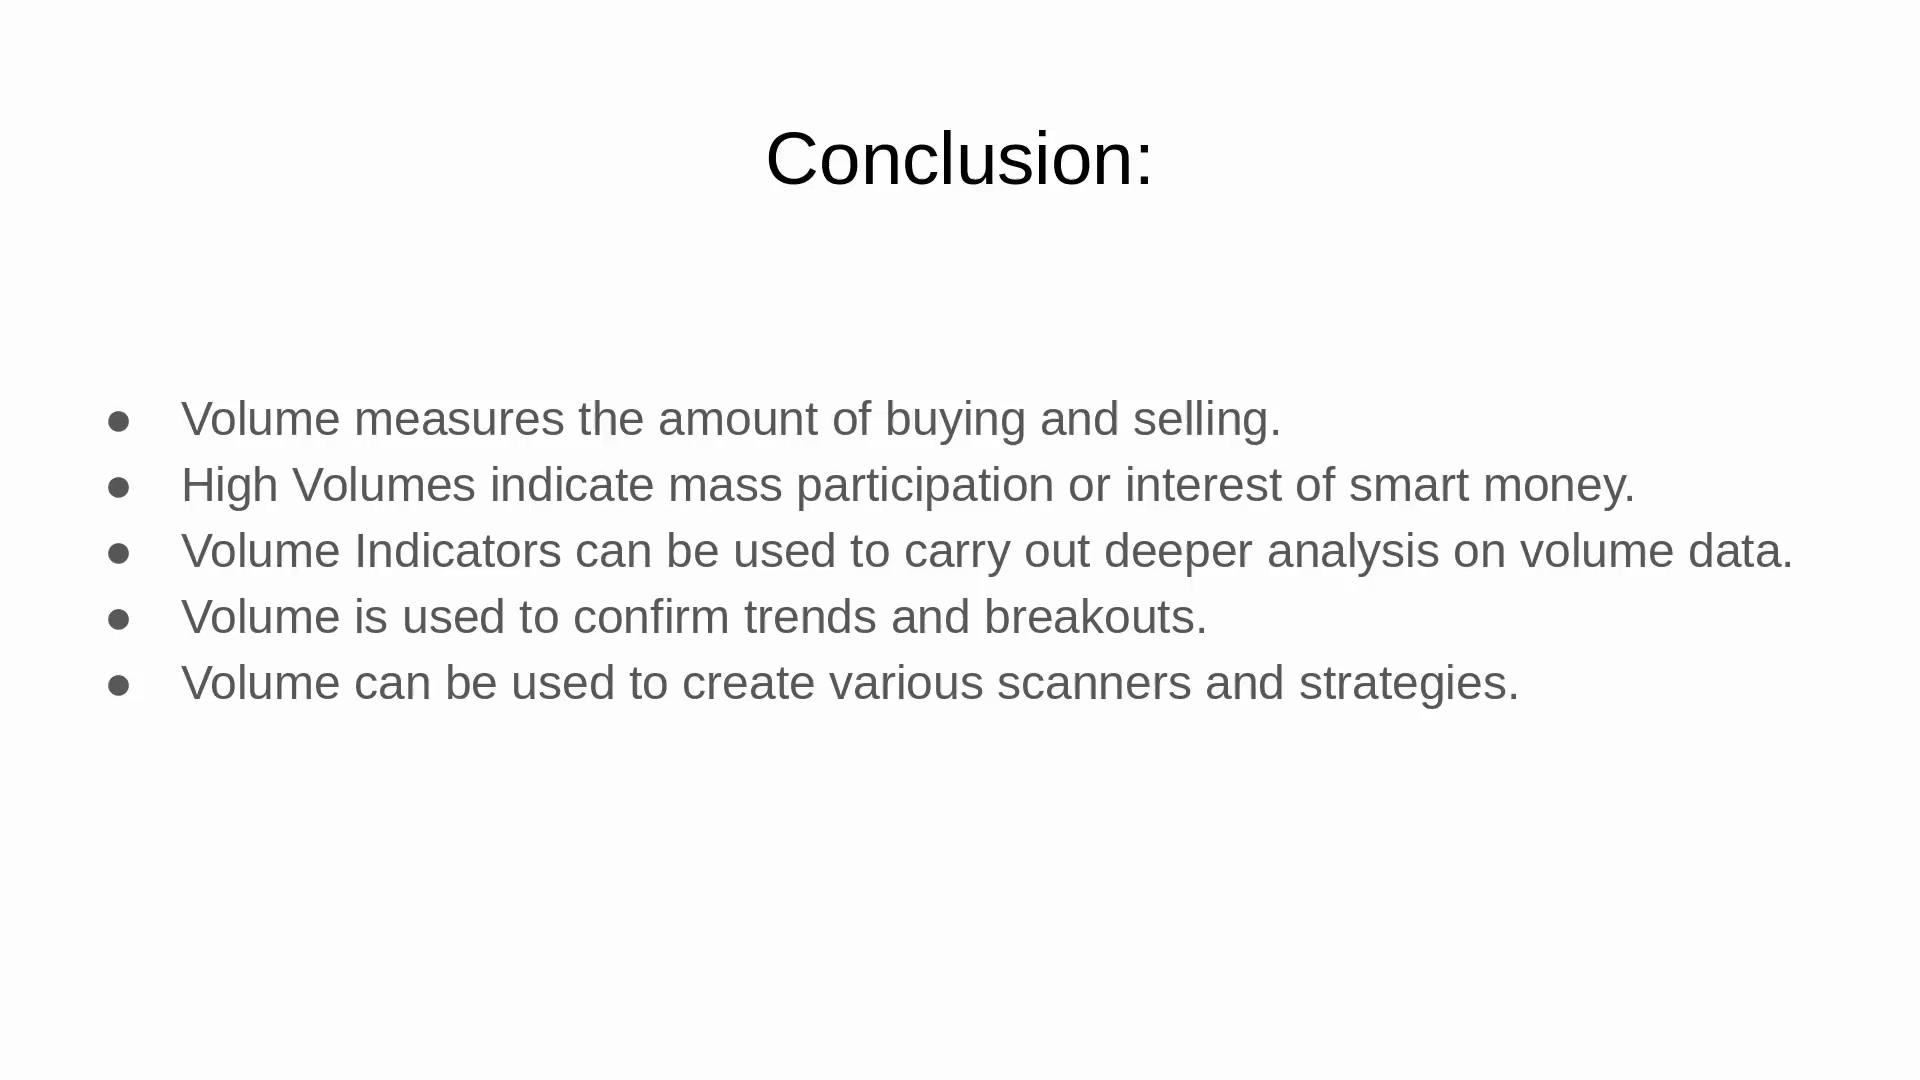 Conclusion:
● Volume measures the amount of buying and selling.
● High Volumes indicate mass participation or interest of smart money.
● Volume Indicators can be used to carry out deeper analysis on volume data.
● Volume is used to confirm trends and breakouts.
● Volume can be used to create various scanners and strategies.